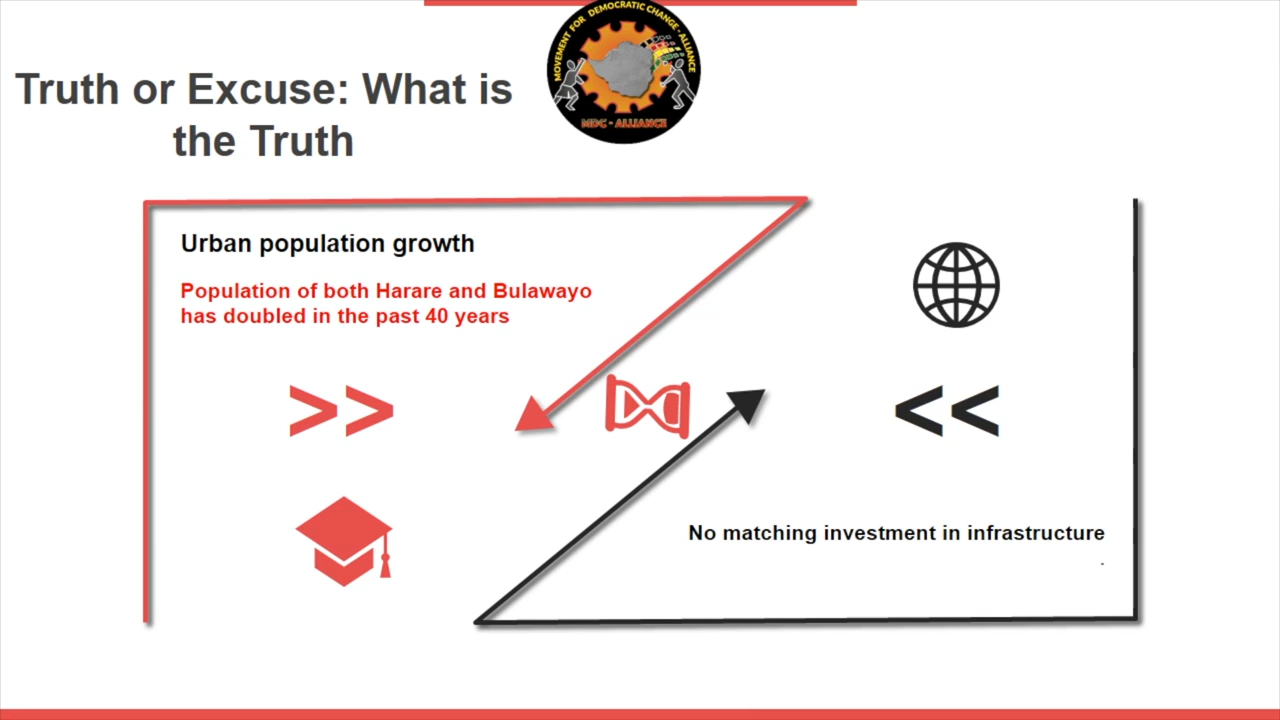 MOVEMENT FOR DEMOCRATIC CHANGE - ALLIANCE
MDC - ALLIANCE
Truth or Excuse: What is
the Truth
Urban population growth
Population of both Harare and Bulawayo
has doubled in the past 40 years
>>
<<
No matching investment in infrastructure
.